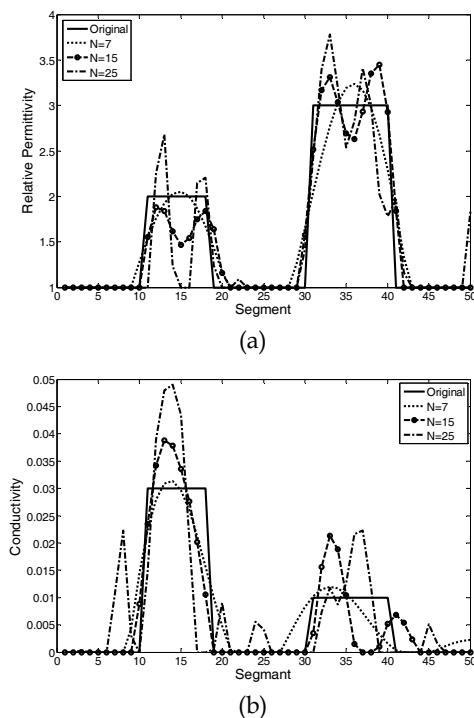 4
3.5
3
2.5
2
1.5
1
Relative Permittivity
Original
N=7
N=15
N=25
0 5 10 15 20 25 30 35 40 45 50
Segment
(a)
0.05
0.045
0.04
0.035
0.03
0.025
0.02
0.015
0.01
0.005
0
Conductivity
Original
N=7
N=15
N=25
0 5 10 15 20 25 30 35 40 45 50
Segmant
(b)